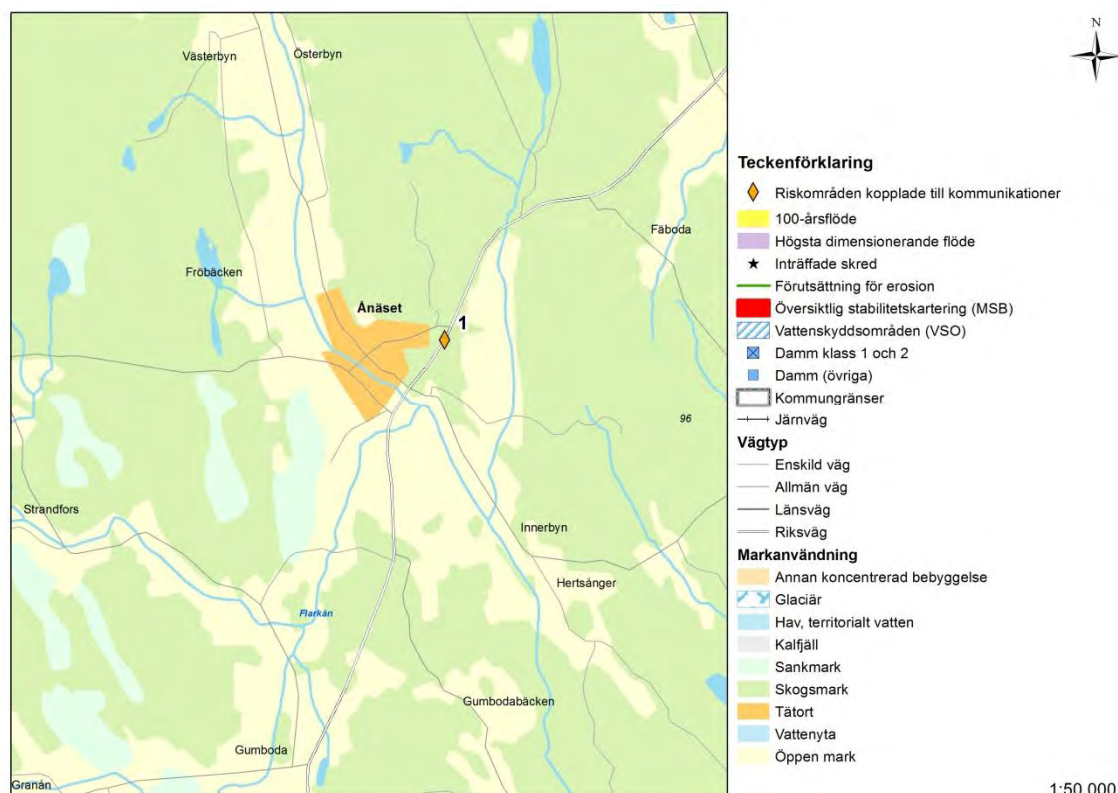 N
Västerbyn
Österbyn
Fäboda
Fröbäcken
Ånäset
1
96
Strandfors
Innerbyn
Hertsånger
Flarkån
Gumbodabäcken
Gumboda
Granån
Teckenförklaring
Riskområden kopplade till kommunikationer
100-årsflöde
Högsta dimensionerande flöde
Inträffade skred
Förutsättning för erosion
Översiktlig stabilitetskartering (MSB)
Vattenskyddsområden (VSO)
Damm klass 1 och 2
Damm (övriga)
Kommungränser
Järnväg
Vägtyp
Enskild väg
Allmän väg
Länsväg
Riksväg
Markanvändning
Annan koncentrerad bebyggelse
Glaciär
Hav, territorialt vatten
Kalfjäll
Sankmark
Skogsmark
Tätort
Vattenyta
Öppen mark
1:50 000